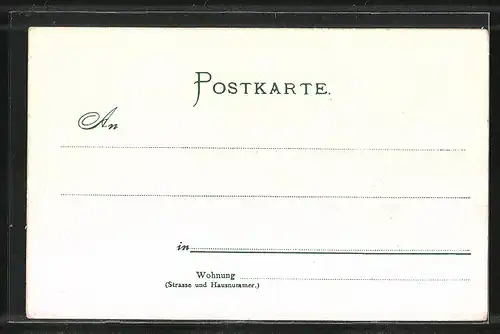 POSTKARTE.
An
in
Wohnung
(Strasse und Hausnummer.)